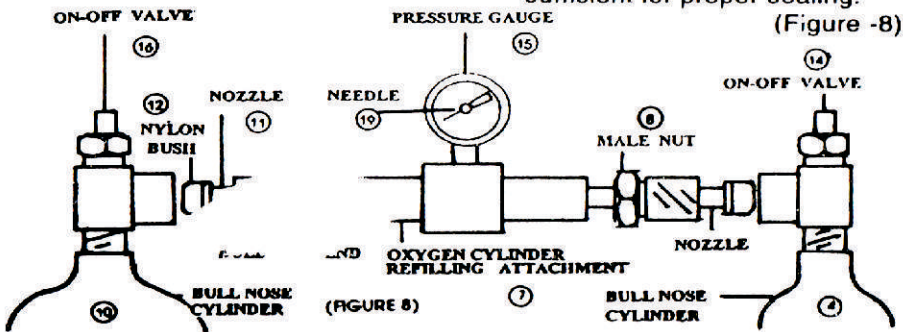 sufficient for proper sealing.
(Figure -8)
ON-OFF VALVE
16
PRESSURE GAUGE
15
14
ON-OFF VALVE
12
NOZZLE
11
NEEDLE
19
NYLON
BUSH
8
MALE NUT
NOZZLE
OXYGEN CYLINDER
REFILLING ATTACHMENT
7
BULL NOSE
CYLINDER
10
(FIGURE 8)
BULL NOSE
CYLINDER
4